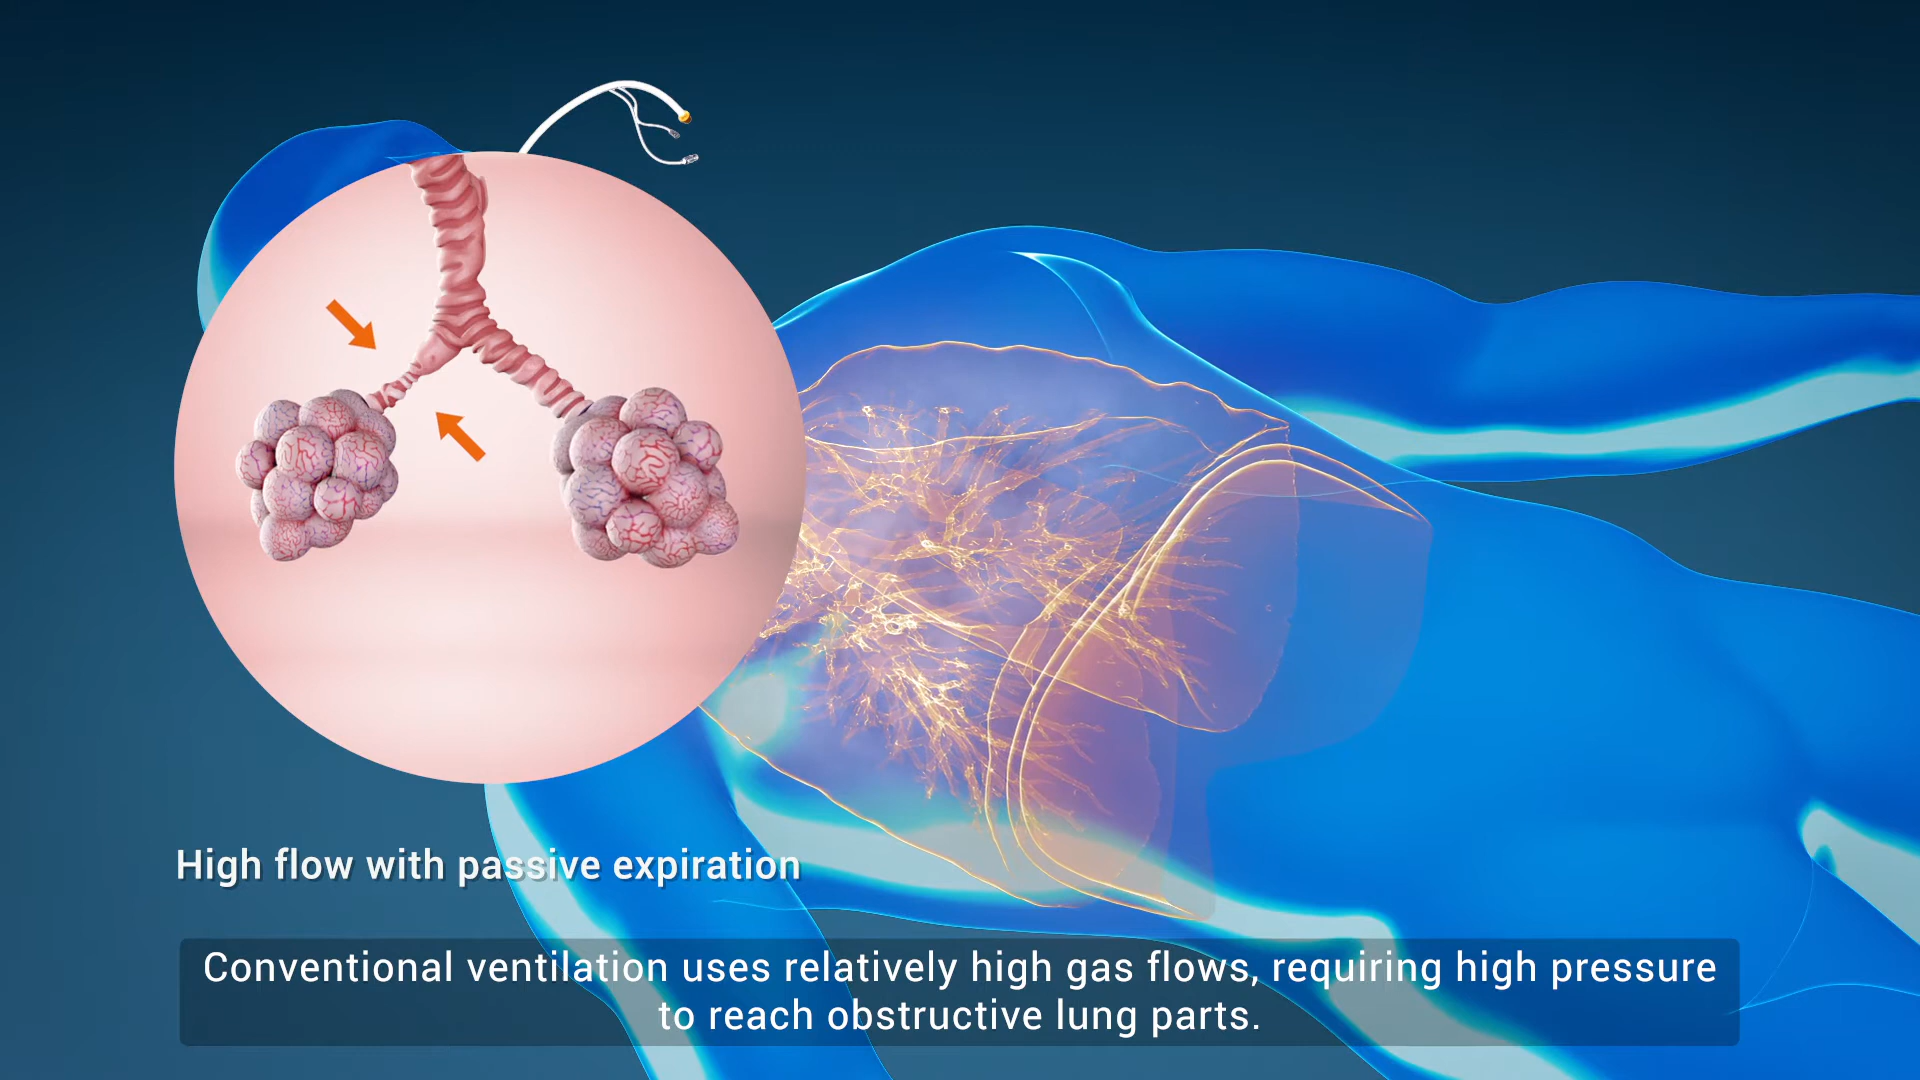 High flow with passive expiration
Conventional ventilation uses relatively high gas flows, requiring high pressure
to reach obstructive lung parts.